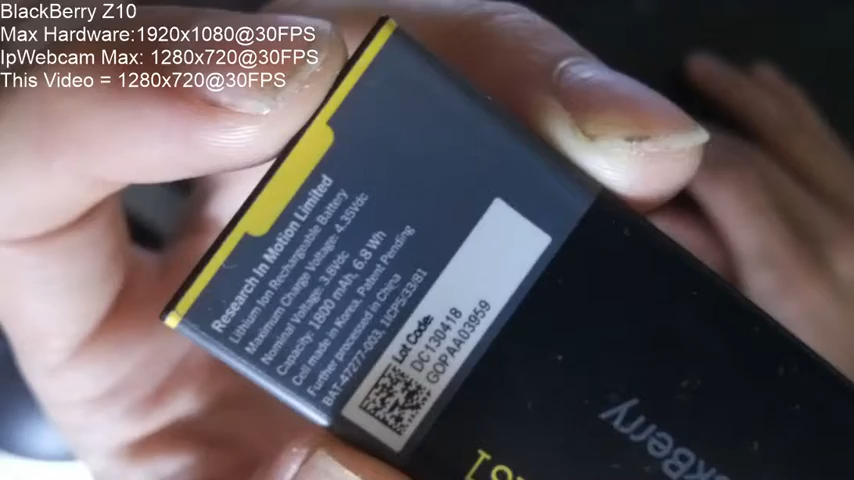 BlackBerry Z10
Max Hardware:1920x1080@30FPS
IpWebcam Max: 1280x720@30FPS
This Video = 1280x720@30FPS
Research In Motion Limited
Lithium Ion Rechargeable Battery
Maximum Charge Voltage: 4.35Vdc
Nominal Voltage: 3.8Vdc
Capacity: 1800 mAh, 6.8 Wh
Cell made in Korea, Patent Pending
Further processed in China
BAT-47277-003, 1ICP5/33/81
Lot Code:
DC130418
GOPAA03959